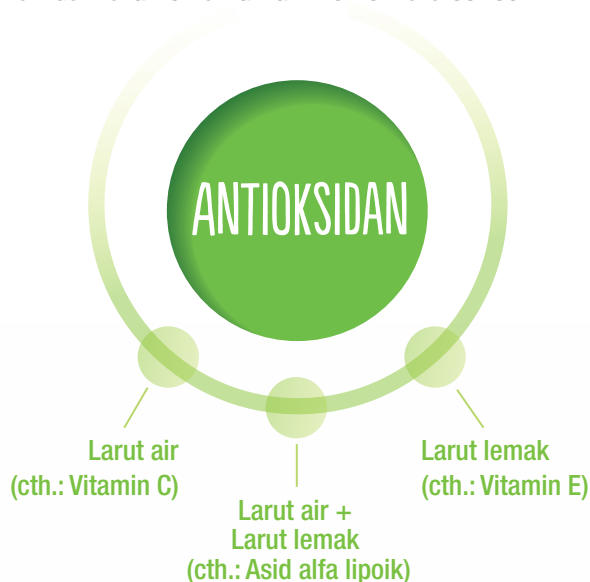 ANTIOKSIDAN
Larut air
(cth.: Vitamin C)
Larut air +
Larut lemak
(cth.: Asid alfa lipoik)
Larut lemak
(cth.: Vitamin E)